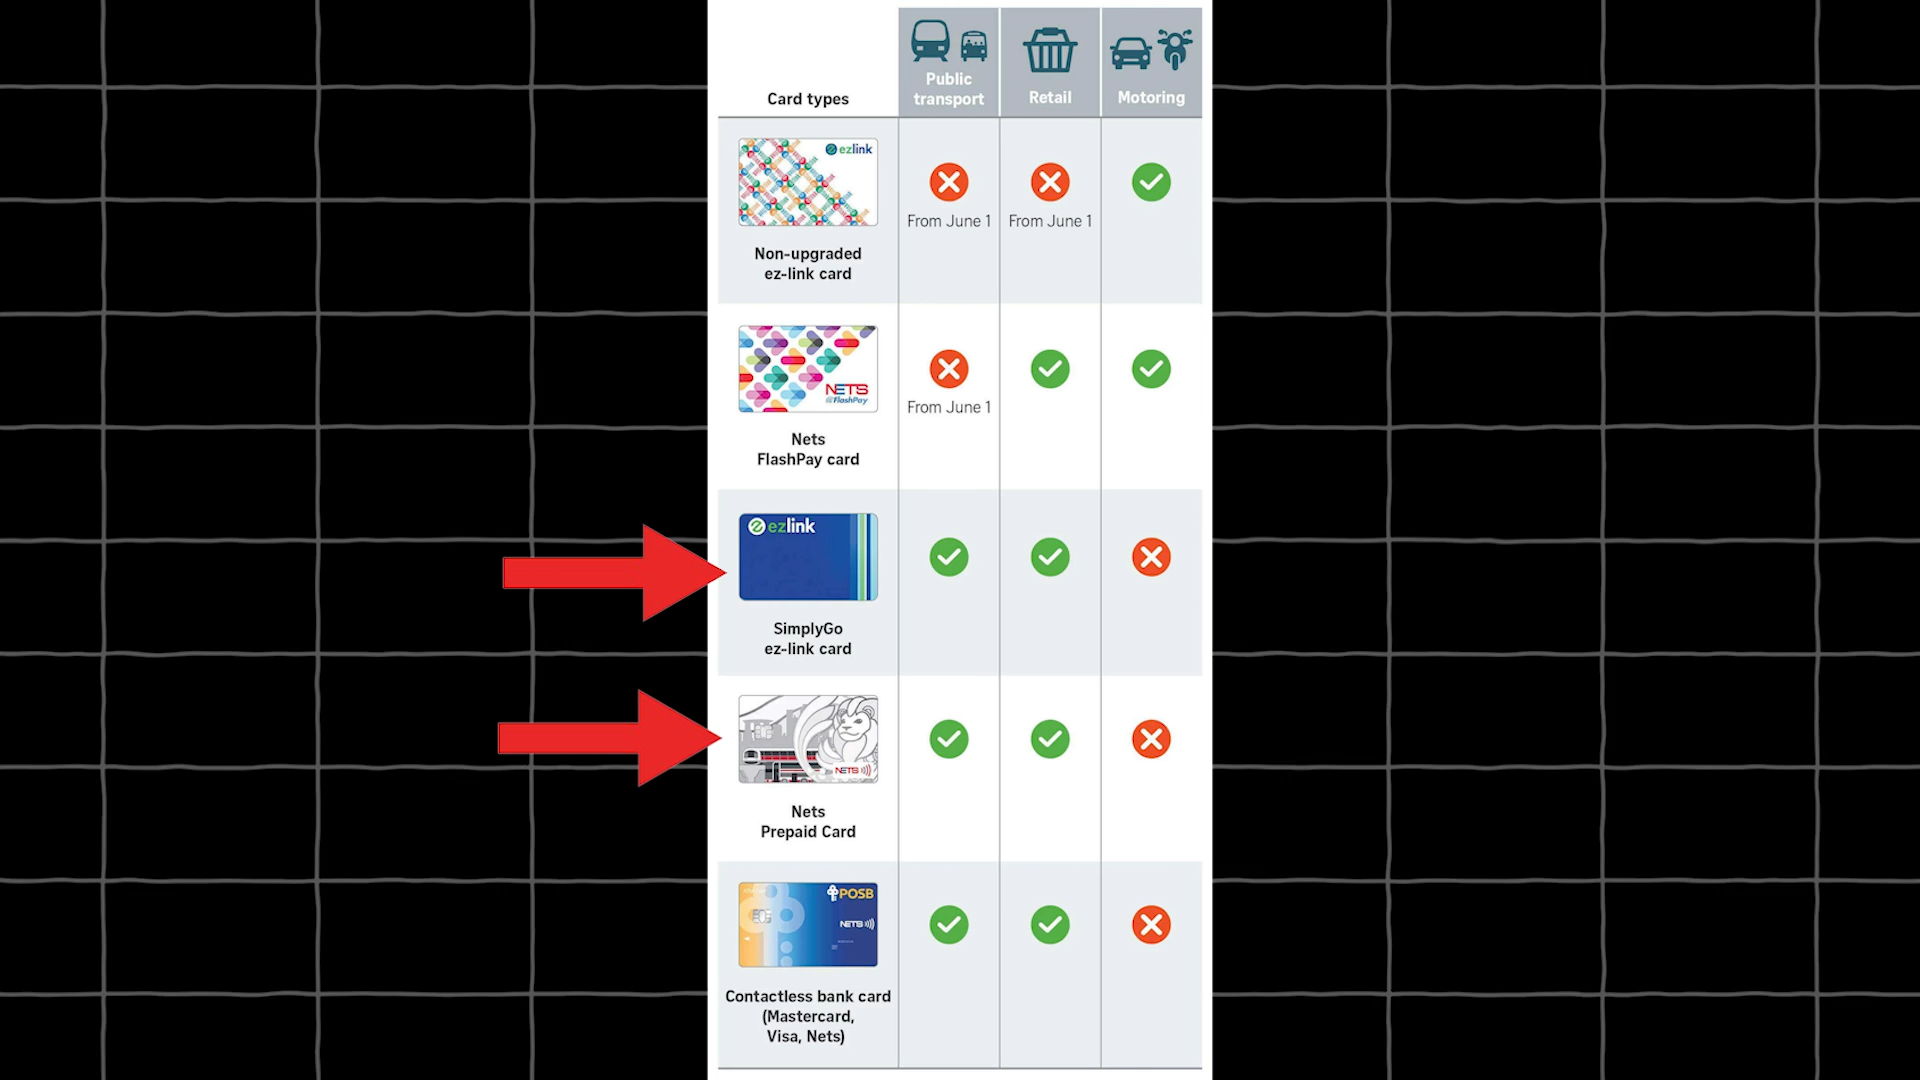 Card types
Public
transport
Retail
Motoring
ezlink
From June 1
From June 1
Non-upgraded
ez-link card
NETS
FlashPay
From June 1
Nets
FlashPay card
ezlink
SimplyGo
ez-link card
NETS
Nets
Prepaid Card
POSB
NETS
Contactless bank card
(Mastercard,
Visa, Nets)